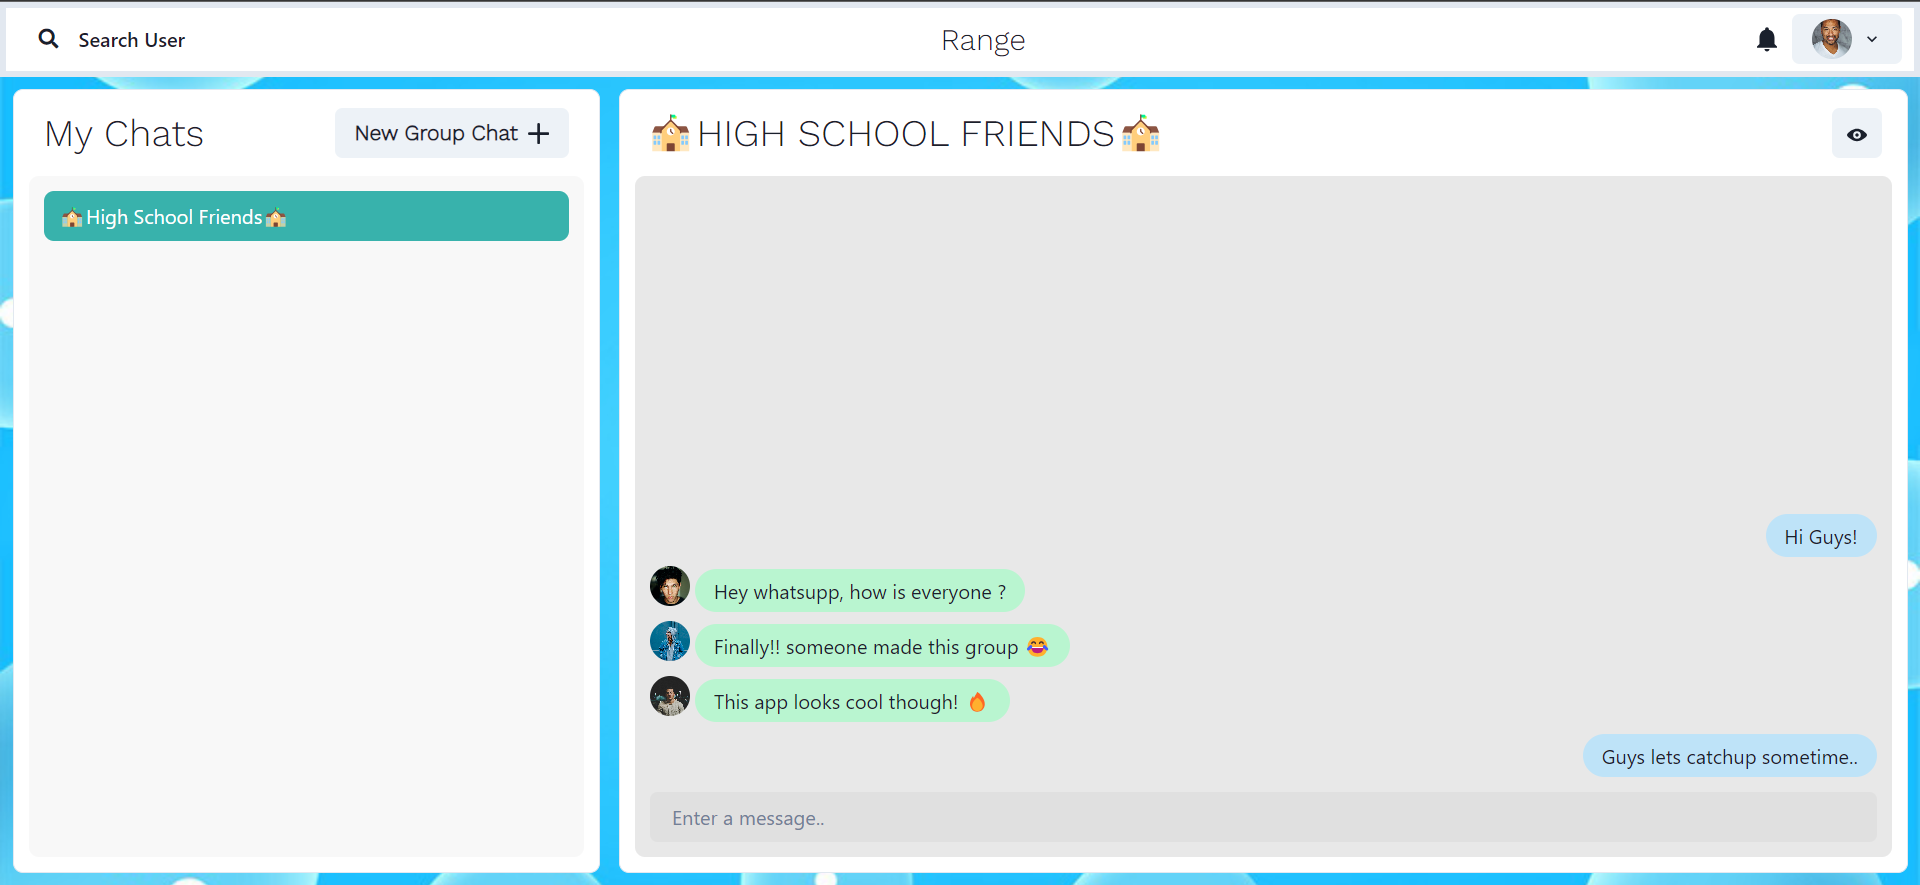 Search User
Range
My Chats
New Group Chat +
🏫High School Friends🏫
🏫HIGH SCHOOL FRIENDS🏫
Hi Guys!
Hey whatsupp, how is everyone ?
Finally!! someone made this group 😂
This app looks cool though! 🔥
Guys lets catchup sometime..
Enter a message..